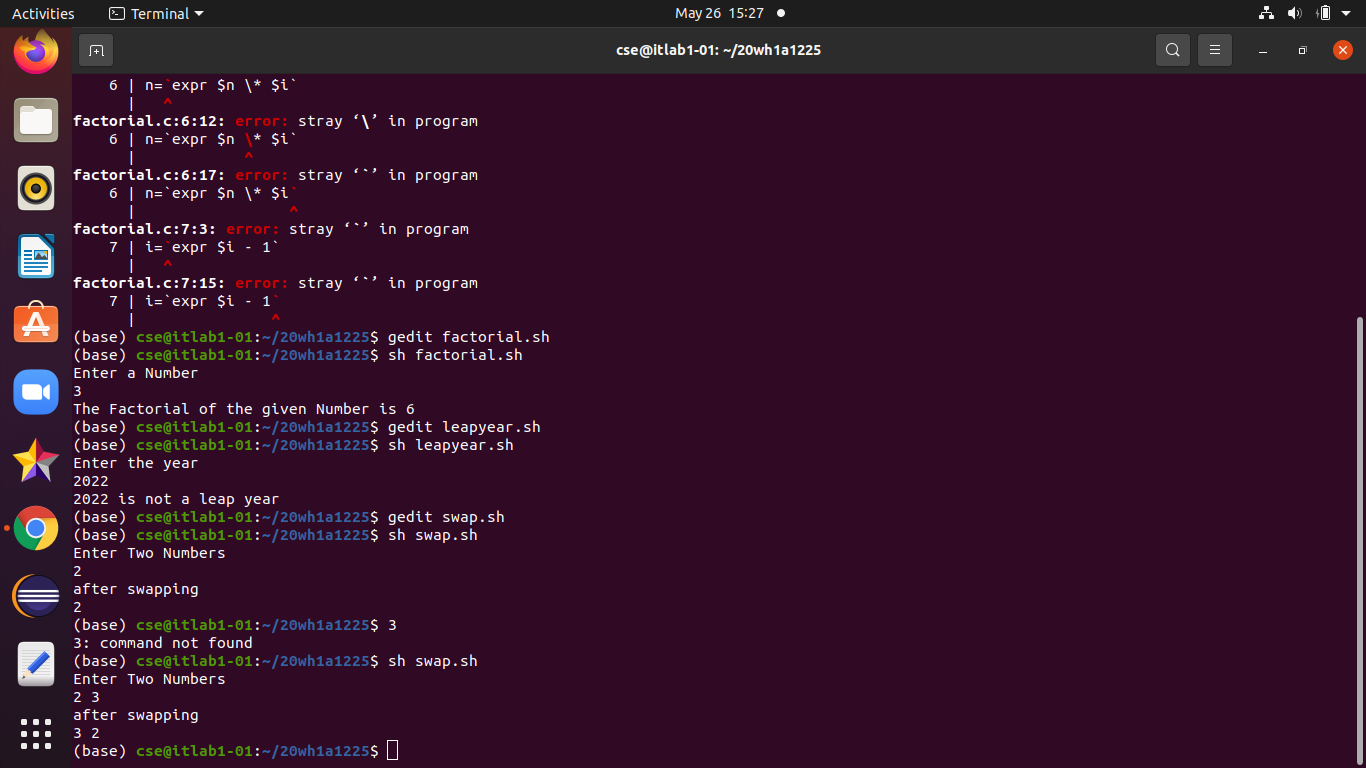 Activities Terminal May 26 15:27
cse@itlab1-01: ~/20wh1a1225
6 | n=`expr $n \* $i`
| ^
factorial.c:6:12: error: stray ‘\’ in program
6 | n=`expr $n \* $i`
| ^
factorial.c:6:17: error: stray ‘`’ in program
6 | n=`expr $n \* $i`
| ^
factorial.c:7:3: error: stray ‘`’ in program
7 | i=`expr $i - 1`
| ^
factorial.c:7:15: error: stray ‘`’ in program
7 | i=`expr $i - 1`
| ^
(base) cse@itlab1-01:~/20wh1a1225$ gedit factorial.sh
(base) cse@itlab1-01:~/20wh1a1225$ sh factorial.sh
Enter a Number
3
The Factorial of the given Number is 6
(base) cse@itlab1-01:~/20wh1a1225$ gedit leapyear.sh
(base) cse@itlab1-01:~/20wh1a1225$ sh leapyear.sh
Enter the year
2022
2022 is not a leap year
(base) cse@itlab1-01:~/20wh1a1225$ gedit swap.sh
(base) cse@itlab1-01:~/20wh1a1225$ sh swap.sh
Enter Two Numbers
2
after swapping
2
(base) cse@itlab1-01:~/20wh1a1225$ 3
3: command not found
(base) cse@itlab1-01:~/20wh1a1225$ sh swap.sh
Enter Two Numbers
2 3
after swapping
3 2
(base) cse@itlab1-01:~/20wh1a1225$